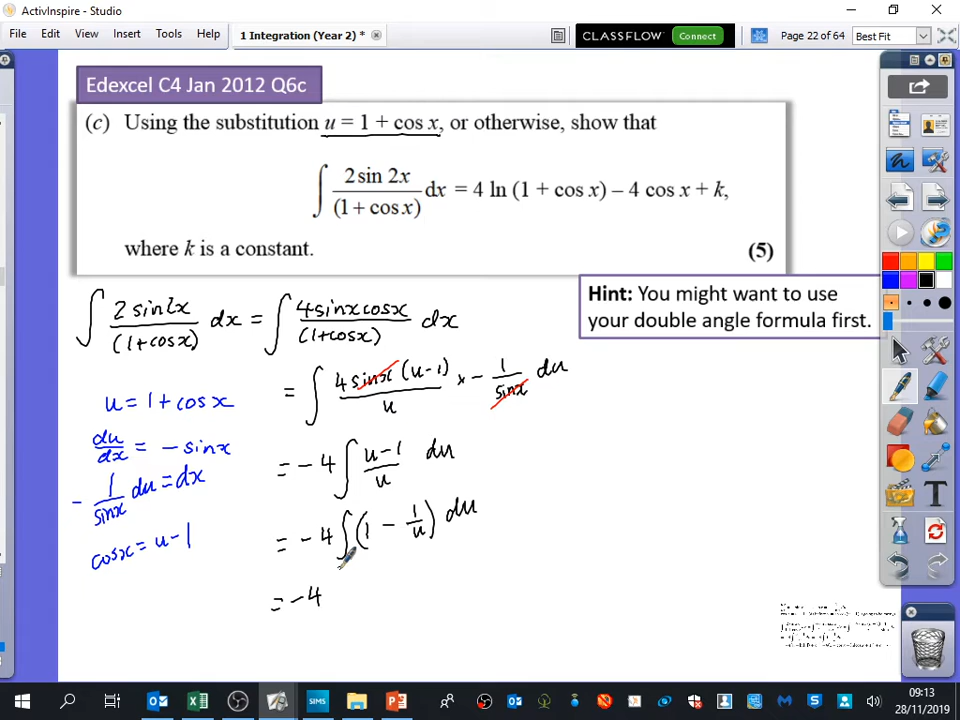 ActivInspire - Studio
File Edit View Insert Tools Help 1 Integration (Year 2) * CLASSFLOW Connect Page 22 of 64 Best Fit
Edexcel C4 Jan 2012 Q6c
(c) Using the substitution u = 1 + cos x, or otherwise, show that
∫ 2 sin 2x / (1 + cos x) dx = 4 ln (1 + cos x) – 4 cos x + k,
where k is a constant. (5)
Hint: You might want to use
your double angle formula first.
∫ 2 sin2x / (1+cosx) dx = ∫ 4sinxcosx / (1+cosx) dx
= ∫ 4 sinx (u-1) / u × - 1 / sinx du
u = 1 + cosx
du/dx = - sinx
= -4 ∫ u-1 / u du
- 1/sinx du = dx
= -4 ∫ (1 - 1/u) du
cosx = u - 1
= -4
09:13
28/11/2019